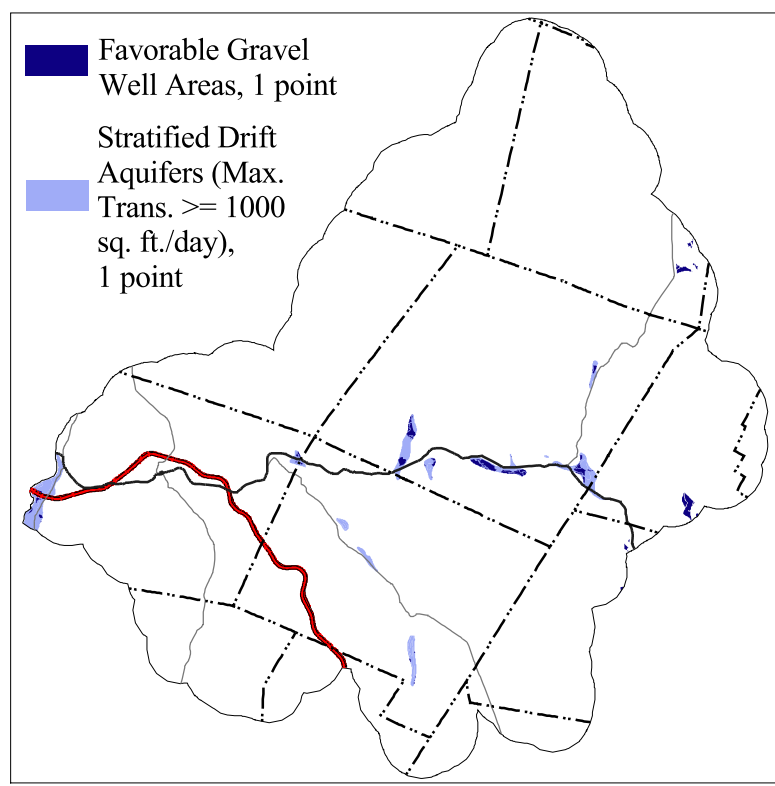 Favorable Gravel
Well Areas, 1 point
Stratified Drift
Aquifers (Max.
Trans. >= 1000
sq. ft./day),
1 point